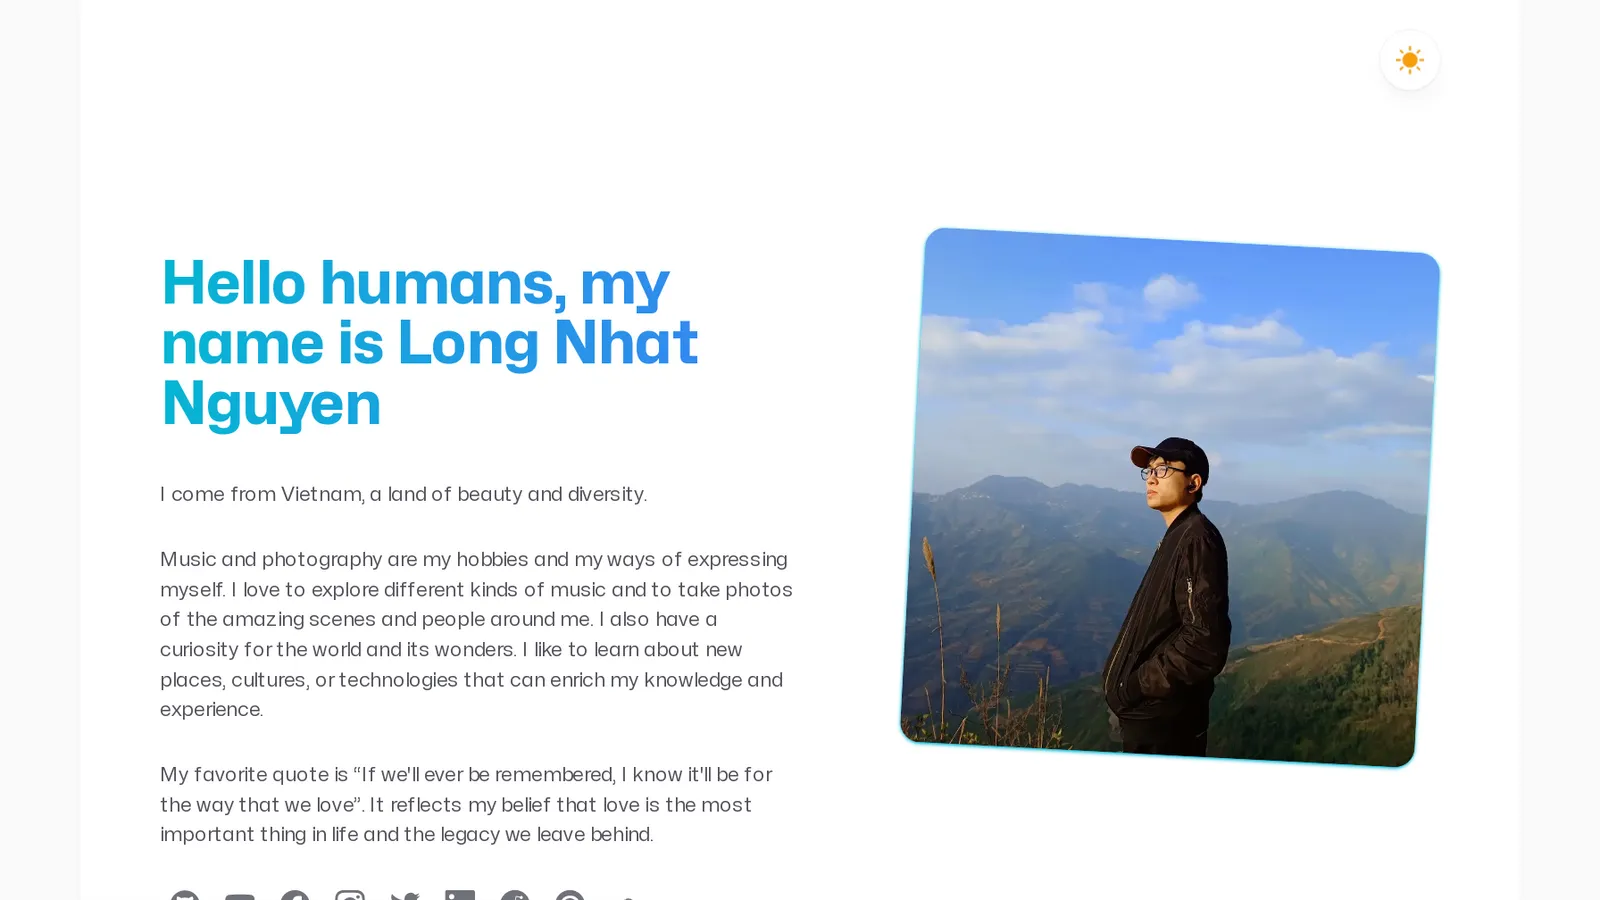 Hello humans, my
name is Long Nhat
Nguyen
I come from Vietnam, a land of beauty and diversity.
Music and photography are my hobbies and my ways of expressing
myself. I love to explore different kinds of music and to take photos
of the amazing scenes and people around me. I also have a
curiosity for the world and its wonders. I like to learn about new
places, cultures, or technologies that can enrich my knowledge and
experience.
My favorite quote is “If we'll ever be remembered, I know it'll be for
the way that we love”. It reflects my belief that love is the most
important thing in life and the legacy we leave behind.